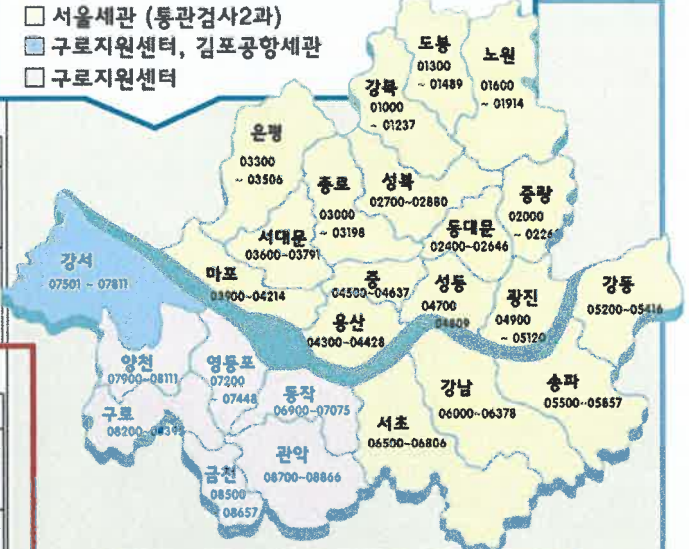 서울세관 (통관검사2과)
구로지원센터, 김포공항세관
구로지원센터
도봉
01300
~ 01489
노원
01600
~ 01914
강북
01000
~ 01237
은평
03300
~ 03506
종로
03000
~ 03198
성북
02700~02880
중랑
02000
동대문
02400~02646
서대문
03600~03791
강서
07501 ~ 07811
마포
03900~04214
중
04500~04637
성동
04700
04809
광진
04900
~ 05120
강동
05200~05416
용산
04300~04428
양천
07900~08111
영등포
07200
~ 07448
동작
06900~07075
강남
06000~06378
송파
05500~05857
구로
08200~08395
서초
06500~06806
관악
08700~08866
금천
08500
08657